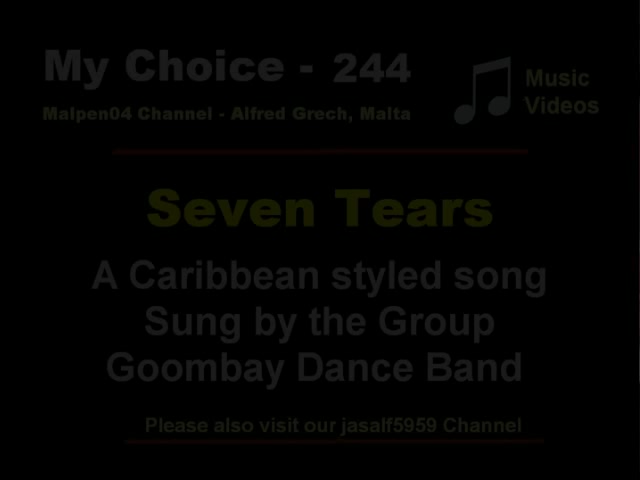 My Choice - 244
Malpen04 Channel - Alfred Grech, Malta
Music
Videos
Seven Tears
A Caribbean styled song
Sung by the Group
Goombay Dance Band
Please also visit our jasalf5959 Channel